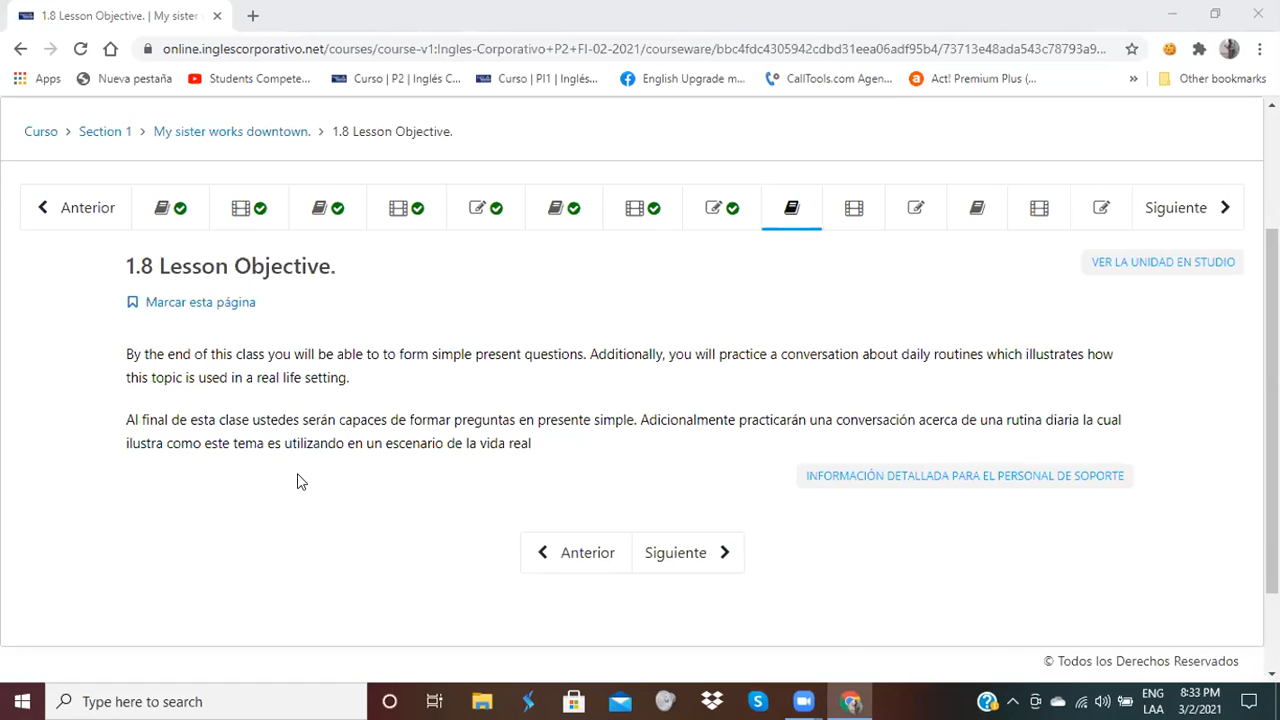 1.8 Lesson Objective. | My sister
online.inglescorporativo.net/courses/course-v1:Ingles-Corporativo+P2+FI-02-2021/courseware/bbc4fdc4305942cdbd31eea06adf95b4/73713e48ada543c78793a9...
Apps Nueva pestaña Students Compete... Curso | P2 | Inglés C... Curso | PI1 | Inglés... English Upgrade m... CallTools.com Agen... Act! Premium Plus (... » Other bookmarks
Curso > Section 1 > My sister works downtown. > 1.8 Lesson Objective.
Anterior Siguiente
1.8 Lesson Objective.
VER LA UNIDAD EN STUDIO
Marcar esta página
By the end of this class you will be able to to form simple present questions. Additionally, you will practice a conversation about daily routines which illustrates how
this topic is used in a real life setting.
Al final de esta clase ustedes serán capaces de formar preguntas en presente simple. Adicionalmente practicarán una conversación acerca de una rutina diaria la cual
ilustra como este tema es utilizando en un escenario de la vida real
INFORMACIÓN DETALLADA PARA EL PERSONAL DE SOPORTE
Anterior Siguiente
© Todos los Derechos Reservados
Type here to search
ENG 8:33 PM
LAA 3/2/2021